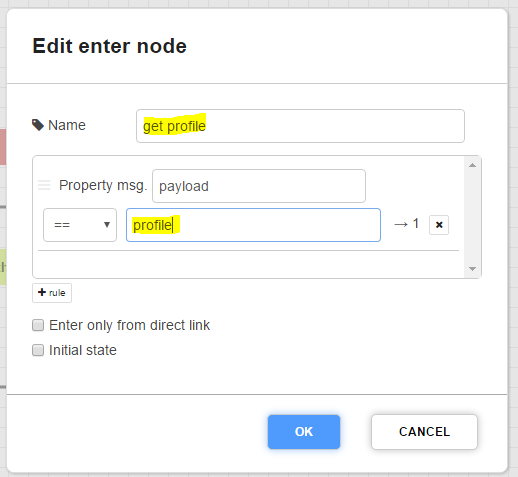 Edit enter node
Name get profile
Property msg. payload
== profile → 1 ×
+ rule
Enter only from direct link
Initial state
OK CANCEL